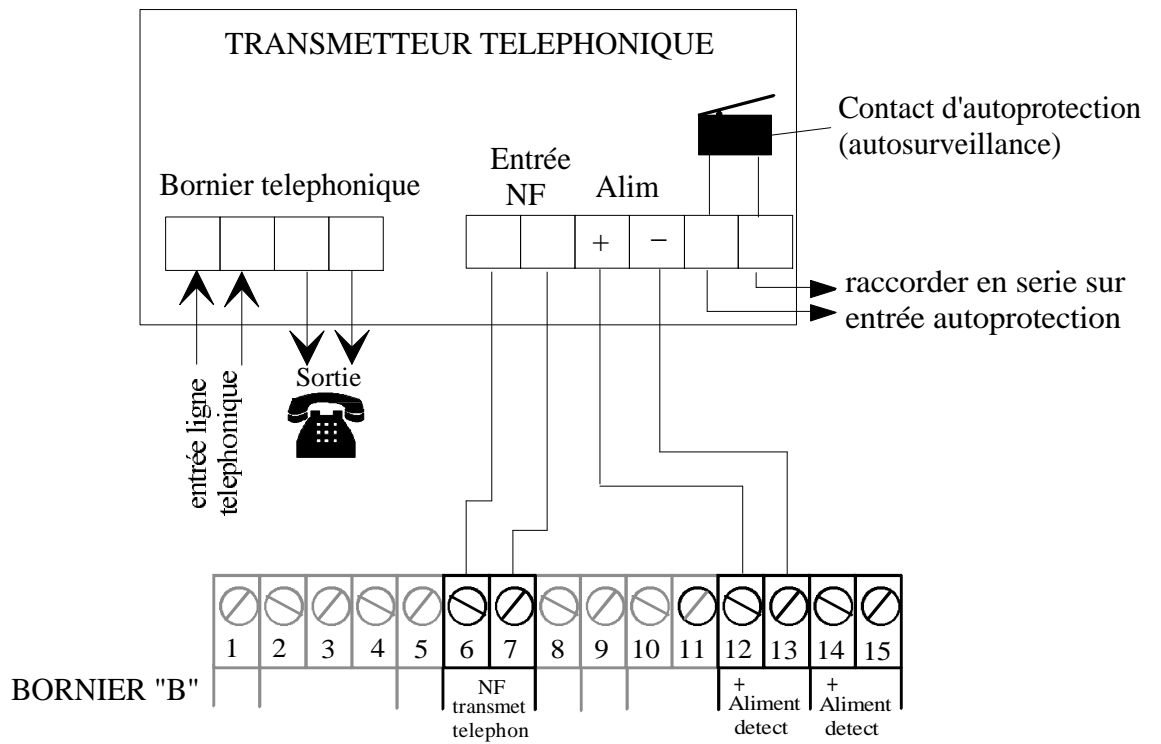 TRANSMETTEUR TELEPHONIQUE
Contact d'autoprotection
(autosurveillance)
Entrée
NF
Alim
Bornier telephonique
+ −
raccorder en serie sur
entrée autoprotection
Sortie
entrée ligne
telephonique
1 2 3 4 5 6 7 8 9 10 11 12 13 14 15
BORNIER "B"
NF
transmet
telephon
+
Aliment
detect
+
Aliment
detect